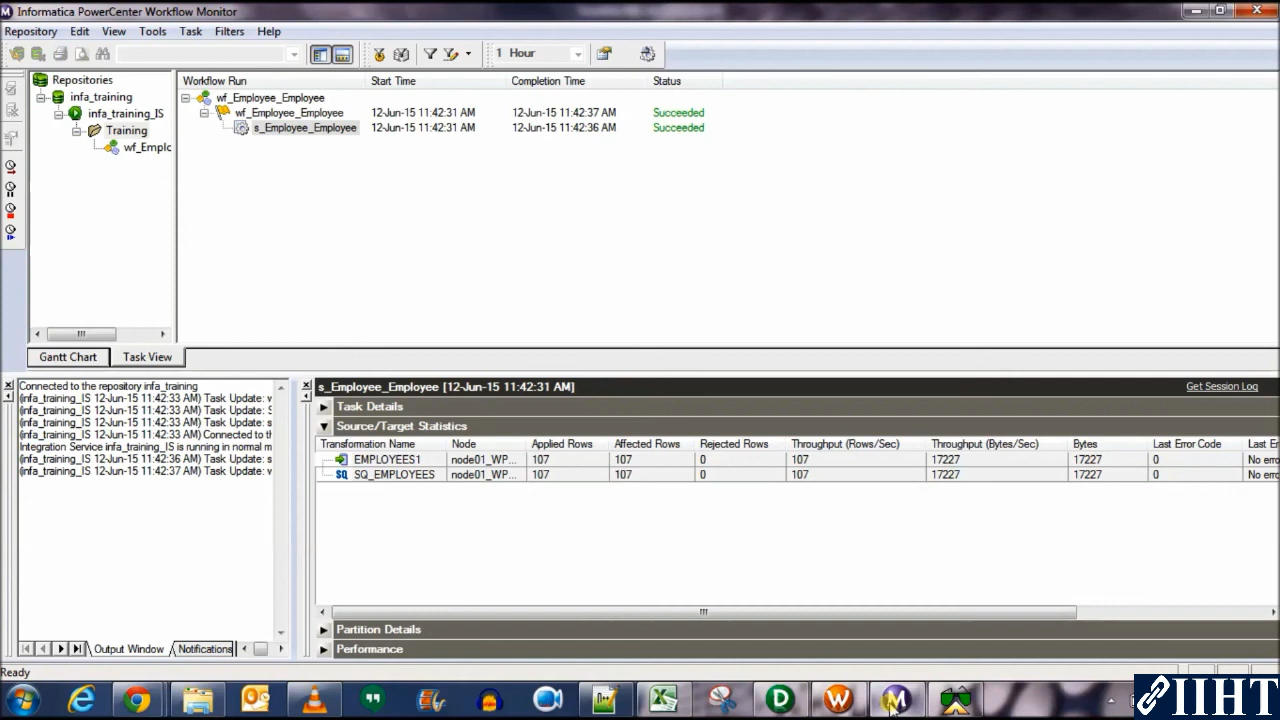 Informatica PowerCenter Workflow Monitor
Repository Edit View Tools Task Filters Help
1 Hour
Repositories
infa_training
infa_training_IS
Training
wf_Emplc
Workflow Run Start Time Completion Time Status
wf_Employee_Employee
wf_Employee_Employee 12-Jun-15 11:42:31 AM 12-Jun-15 11:42:37 AM Succeeded
s_Employee_Employee 12-Jun-15 11:42:31 AM 12-Jun-15 11:42:36 AM Succeeded
Gantt Chart Task View
Connected to the repository infa_training
(infa_training_IS 12-Jun-15 11:42:33 AM) Task Update: w
(infa_training_IS 12-Jun-15 11:42:33 AM) Task Update: S
(infa_training_IS 12-Jun-15 11:42:33 AM) Task Update: s
(infa_training_IS 12-Jun-15 11:42:33 AM) Connected to th
Integration Service infa_training_IS is running in normal m
(infa_training_IS 12-Jun-15 11:42:36 AM) Task Update: s
(infa_training_IS 12-Jun-15 11:42:37 AM) Task Update: w
Output Window Notifications
s_Employee_Employee [12-Jun-15 11:42:31 AM] Get Session Log
Task Details
Source/Target Statistics
Transformation Name Node Applied Rows Affected Rows Rejected Rows Throughput (Rows/Sec) Throughput (Bytes/Sec) Bytes Last Error Code Last Er
EMPLOYEES1 node01_WP... 107 107 0 107 17227 17227 0 No erro
SQ_EMPLOYEES node01_WP... 107 107 0 107 17227 17227 0 No erro
Partition Details
Performance
Ready
IIHT